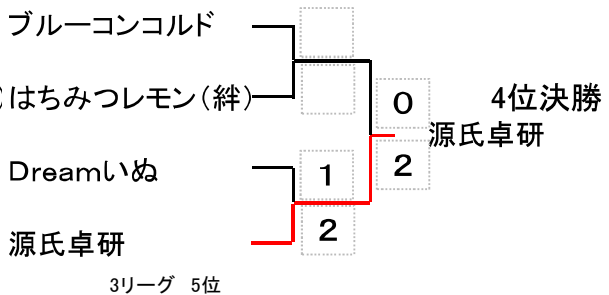 ブルーコンコルド
はちみつレモン(絆)
0
4位決勝
源氏卓研
Dreamいぬ
1
2
源氏卓研
2
3リーグ 5位